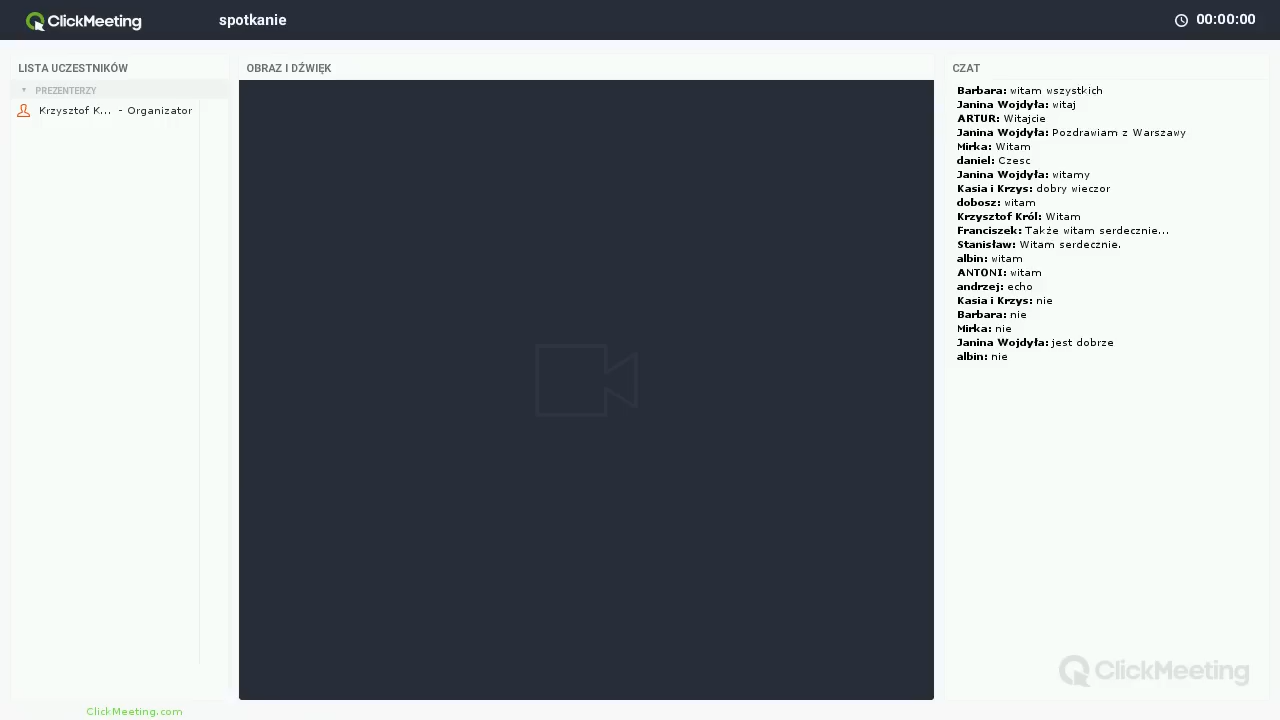 ClickMeeting
spotkanie
00:00:00
LISTA UCZESTNIKÓW
PREZENTERZY
Krzysztof K... - Organizator
OBRAZ I DŹWIĘK
CZAT
Barbara: witam wszystkich
Janina Wojdyła: witaj
ARTUR: Witajcie
Janina Wojdyła: Pozdrawiam z Warszawy
Mirka: Witam
daniel: Czesc
Janina Wojdyła: witamy
Kasia i Krzys: dobry wieczor
dobosz: witam
Krzysztof Król: Witam
Franciszek: Także witam serdecznie...
Stanisław: Witam serdecznie.
albin: witam
ANTONI: witam
andrzej: echo
Kasia i Krzys: nie
Barbara: nie
Mirka: nie
Janina Wojdyła: jest dobrze
albin: nie
ClickMeeting
ClickMeeting.com